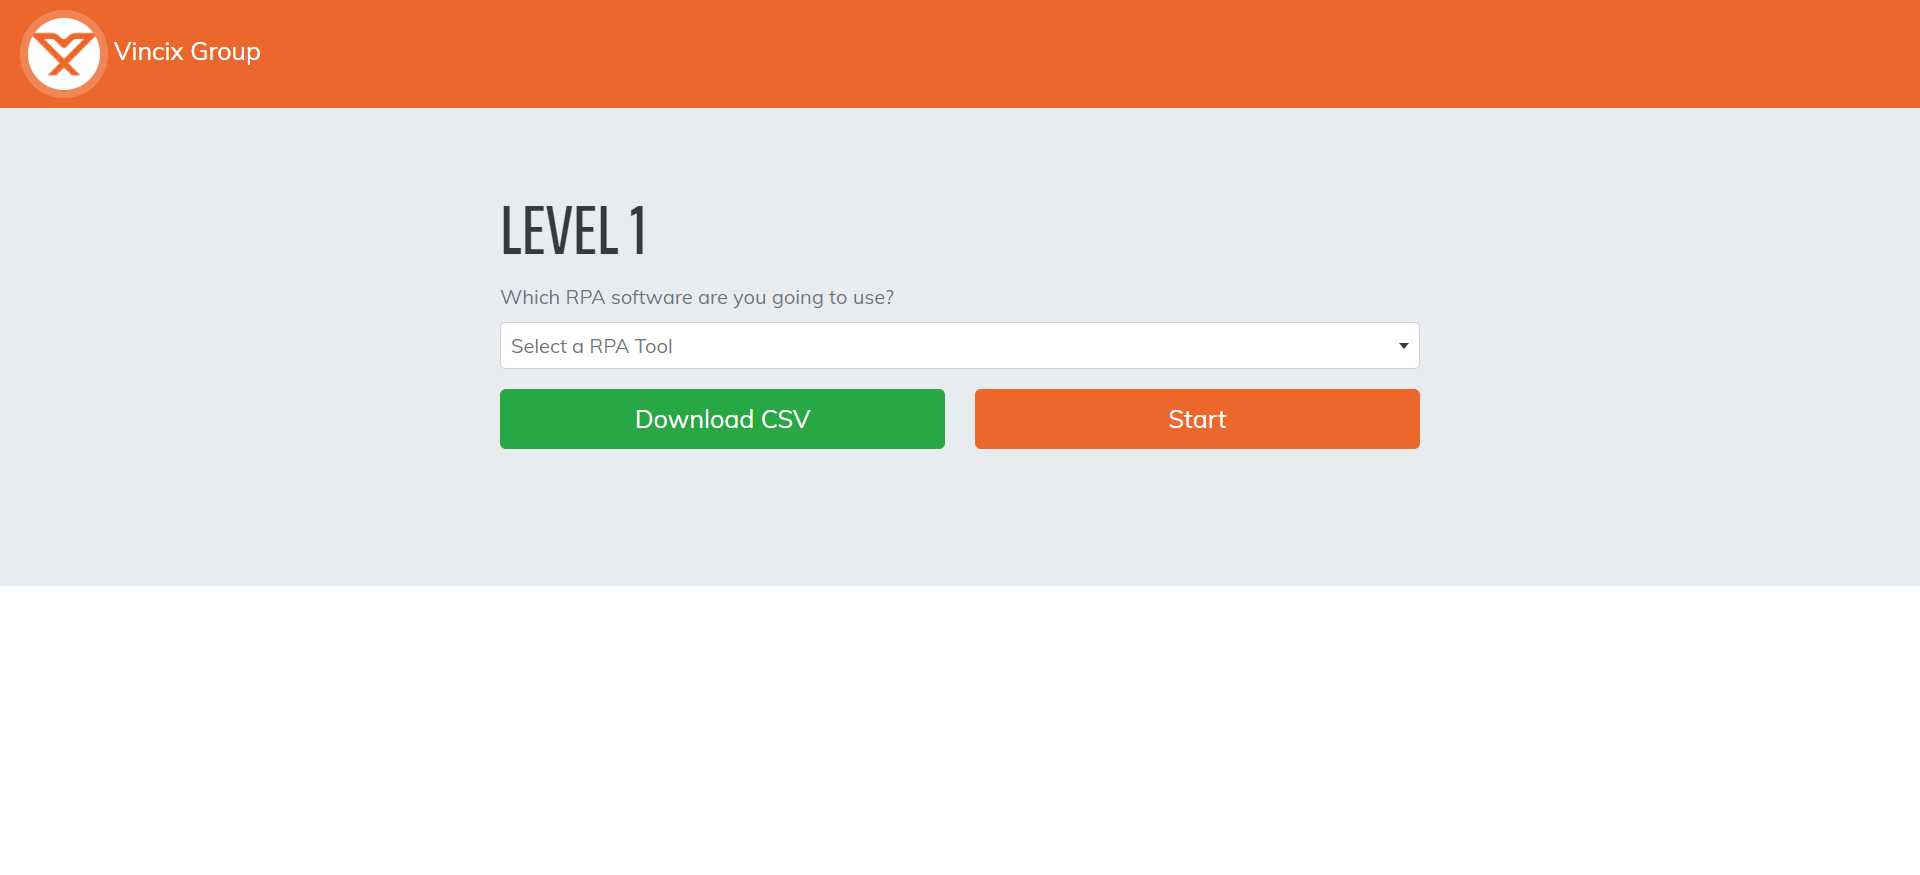 Vincix Group
LEVEL 1
Which RPA software are you going to use?
Select a RPA Tool
Download CSV
Start